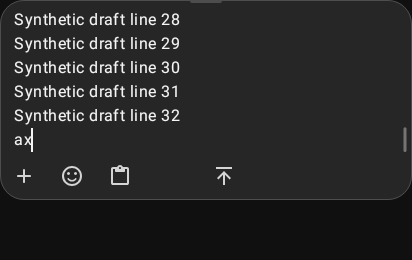 Synthetic draft line 28
Synthetic draft line 29
Synthetic draft line 30
Synthetic draft line 31
Synthetic draft line 32
ax